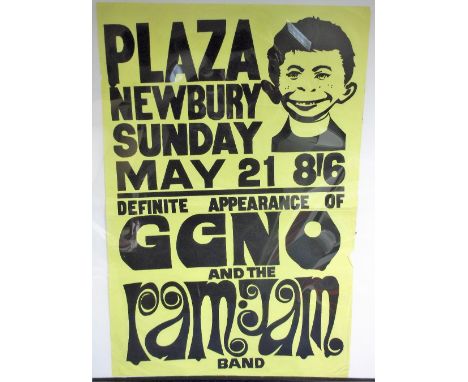 PLAZA
NEWBURY
SUNDAY
MAY 21 8'6
DEFINITE APPEARANCE OF
GENO
AND THE
RAM:JAM
BAND